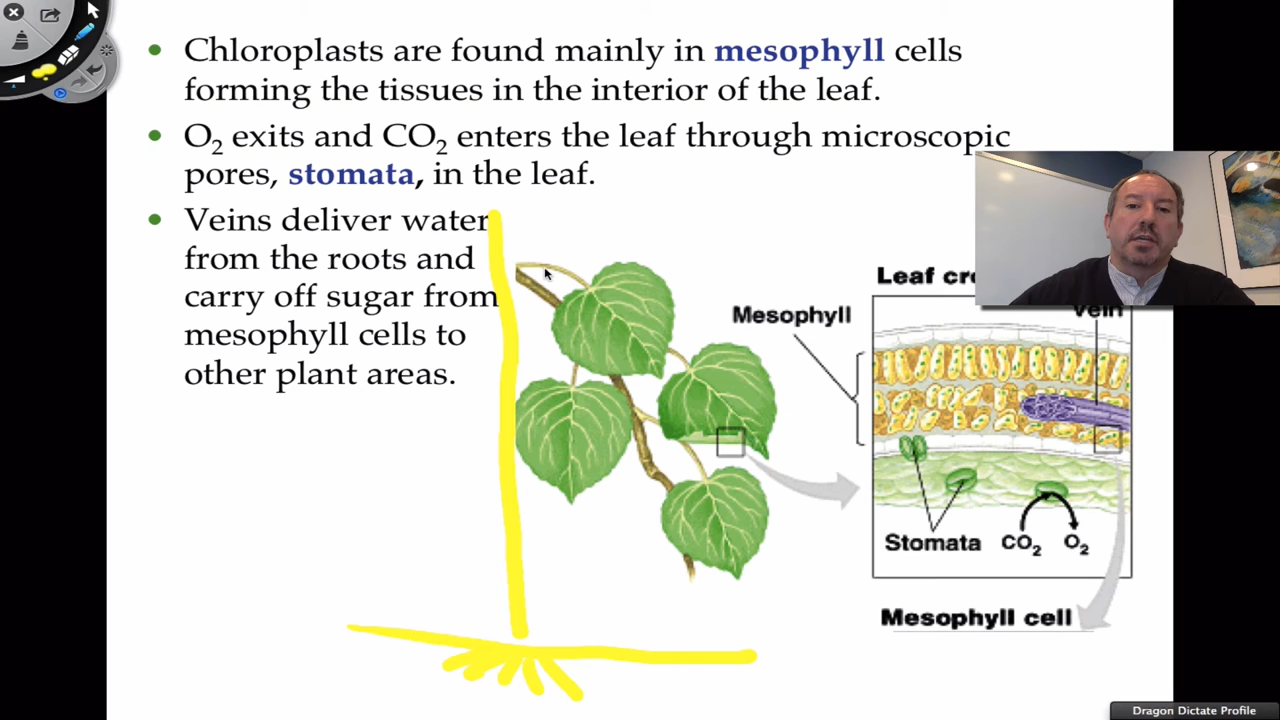 • Chloroplasts are found mainly in mesophyll cells
forming the tissues in the interior of the leaf.
• O₂ exits and CO₂ enters the leaf through microscopic
pores, stomata, in the leaf.
• Veins deliver water
from the roots and
carry off sugar from
mesophyll cells to
other plant areas.
Leaf
Mesophyll
Vein
Stomata CO₂ O₂
Mesophyll cell
Dragon Dictate Profile